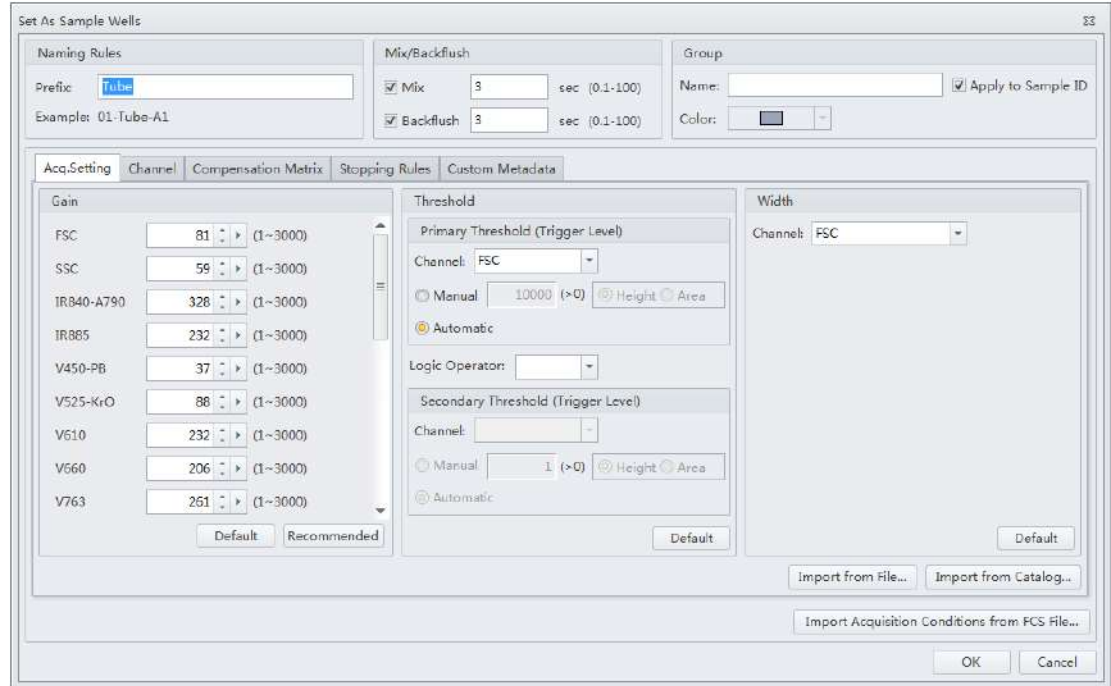 Set As Sample Wells
Naming Rules
Prefix: Tube
Example: 01-Tube-A1
Mix/Backflush
Mix 3 sec (0.1-100)
Backflush 3 sec (0.1-100)
Group
Name: Apply to Sample ID
Color:
Acq.Setting Channel Compensation Matrix Stopping Rules Custom Metadata
Gain
FSC 81 (1~3000)
SSC 59 (1~3000)
IR840-A790 328 (1~3000)
IR885 232 (1~3000)
V450-PB 37 (1~3000)
V525-KrO 88 (1~3000)
V610 232 (1~3000)
V660 206 (1~3000)
V763 261 (1~3000)
Default Recommended
Threshold
Primary Threshold (Trigger Level)
Channel: FSC
Manual 10000 (>0) Height Area
Automatic
Logic Operator:
Secondary Threshold (Trigger Level)
Channel:
Manual 1 (>0) Height Area
Automatic
Default
Width
Channel: FSC
Default
Import from File... Import from Catalog...
Import Acquisition Conditions from FCS File...
OK Cancel